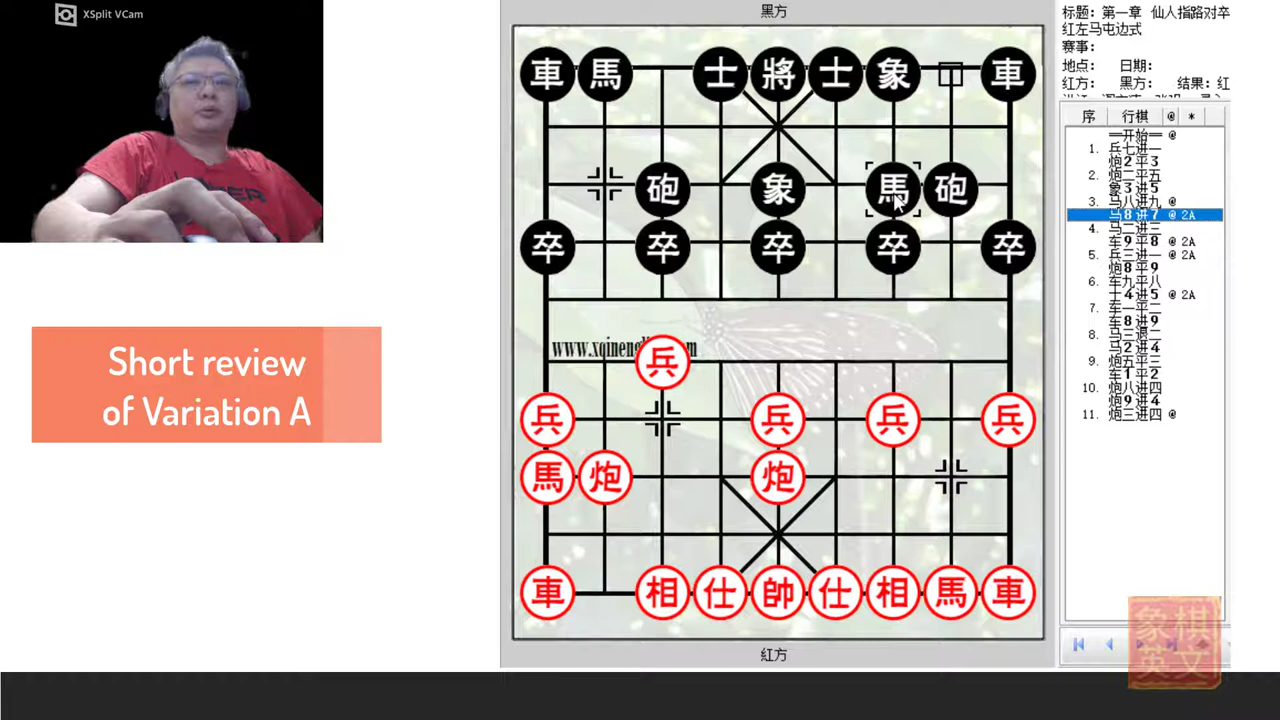 XSplit VCam
Short review
of Variation A
黑方
車 馬 士 將 士 象 車
砲 象 馬 砲
卒 卒 卒 卒 卒
兵
兵 兵 兵 兵
馬 炮 炮
車 相 仕 帥 仕 相 馬 車
红方
标题：第一章 仙人指路对卒
红左马屯边式
赛事：
地点： 日期：
红方： 黑方： 结果：红
序 行棋 @ *
==开始== @
1. 兵七进一
炮2平3
2. 炮二平五
象3进5
3. 马八进九 @
马8进7 @ 2A
4. 马二进三
车9平8 @ 2A
5. 兵三进一 @ 2A
炮8平9
6. 车九平八
士4进5 @ 2A
7. 车一平二
车8进9
8. 马三退二
马2进4
9. 炮五平三
车1平2
10. 炮八进四
炮9进4
11. 炮三进四 @
象棋
英文